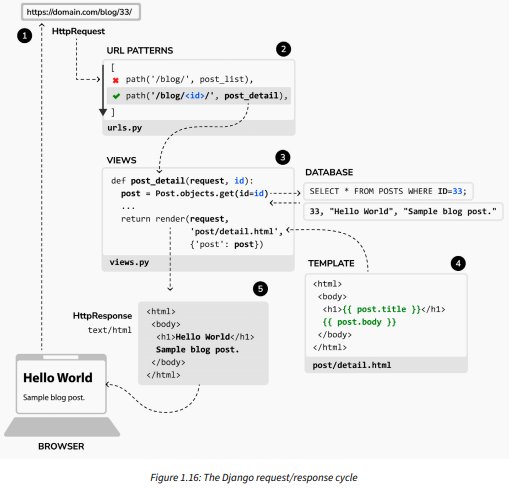 https://domain.com/blog/33/
1
HttpRequest
URL PATTERNS
2
[
path('/blog/', post_list),
path('/blog/<id>/', post_detail),
]
urls.py
VIEWS
3
def post_detail(request, id):
post = Post.objects.get(id=id)
...
return render(request,
'post/detail.html',
{'post': post})
views.py
DATABASE
SELECT * FROM POSTS WHERE ID=33;
33, "Hello World", "Sample blog post."
TEMPLATE
4
<html>
<body>
<h1>{{ post.title }}</h1>
{{ post.body }}
</body>
</html>
post/detail.html
5
HttpResponse
text/html
<html>
<body>
<h1>Hello World</h1>
Sample blog post.
</body>
</html>
Hello World
Sample blog post.
BROWSER
Figure 1.16: The Django request/response cycle